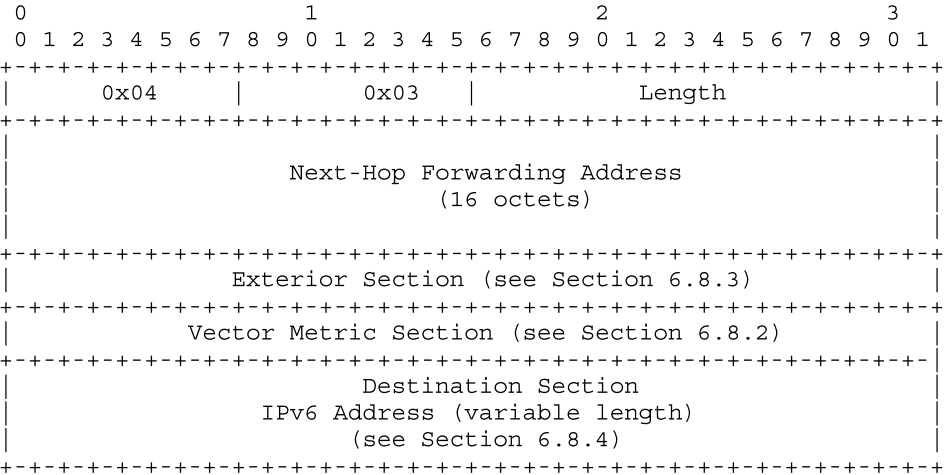 0                   1                   2                   3
 0 1 2 3 4 5 6 7 8 9 0 1 2 3 4 5 6 7 8 9 0 1 2 3 4 5 6 7 8 9 0 1
+-+-+-+-+-+-+-+-+-+-+-+-+-+-+-+-+-+-+-+-+-+-+-+-+-+-+-+-+-+-+-+-+
|      0x04     |        0x03   |           Length              |
+-+-+-+-+-+-+-+-+-+-+-+-+-+-+-+-+-+-+-+-+-+-+-+-+-+-+-+-+-+-+-+-+
|                                                               |
|                   Next-Hop Forwarding Address                 |
|                             (16 octets)                       |
|                                                               |
+-+-+-+-+-+-+-+-+-+-+-+-+-+-+-+-+-+-+-+-+-+-+-+-+-+-+-+-+-+-+-+-+
|               Exterior Section (see Section 6.8.3)            |
+-+-+-+-+-+-+-+-+-+-+-+-+-+-+-+-+-+-+-+-+-+-+-+-+-+-+-+-+-+-+-+-+
|            Vector Metric Section (see Section 6.8.2)          |
+-+-+-+-+-+-+-+-+-+-+-+-+-+-+-+-+-+-+-+-+-+-+-+-+-+-+-+-+-+-+-+-|
|                        Destination Section                    |
|                 IPv6 Address (variable length)                |
|                       (see Section 6.8.4)                     |
+-+-+-+-+-+-+-+-+-+-+-+-+-+-+-+-+-+-+-+-+-+-+-+-+-+-+-+-+-+-+-+-+